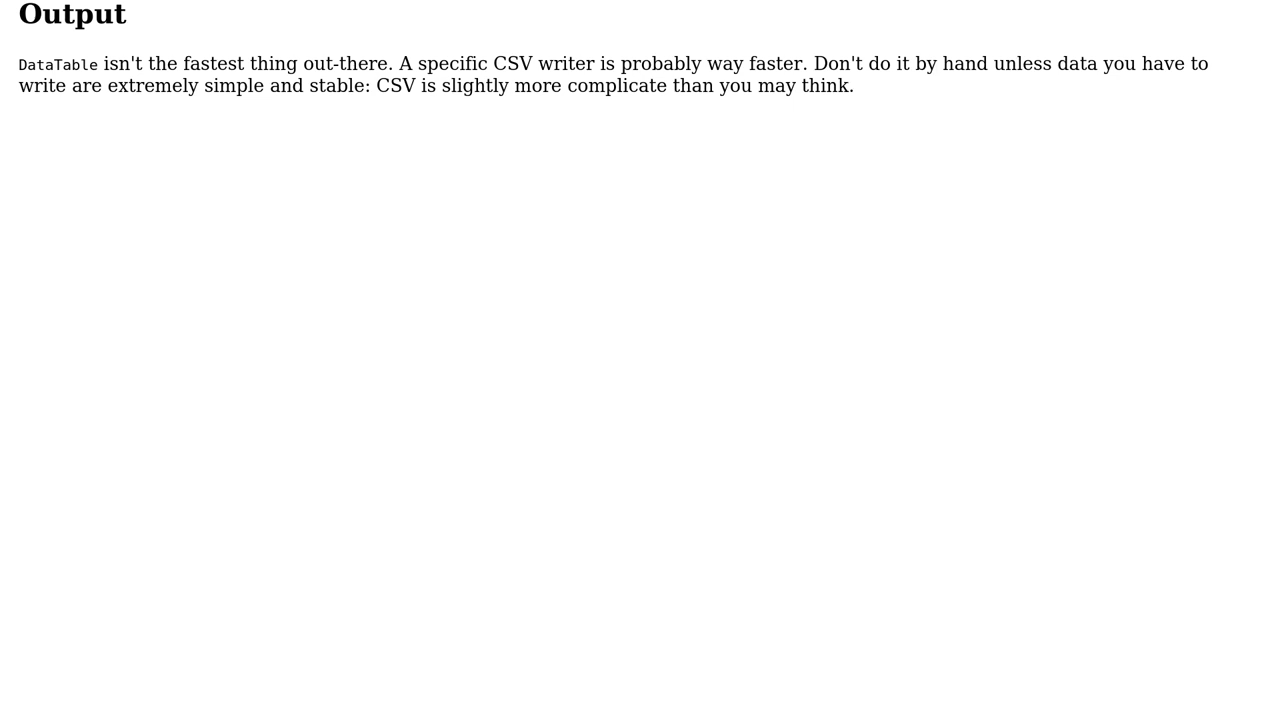 Output
DataTable isn't the fastest thing out-there. A specific CSV writer is probably way faster. Don't do it by hand unless data you have to
write are extremely simple and stable: CSV is slightly more complicate than you may think.